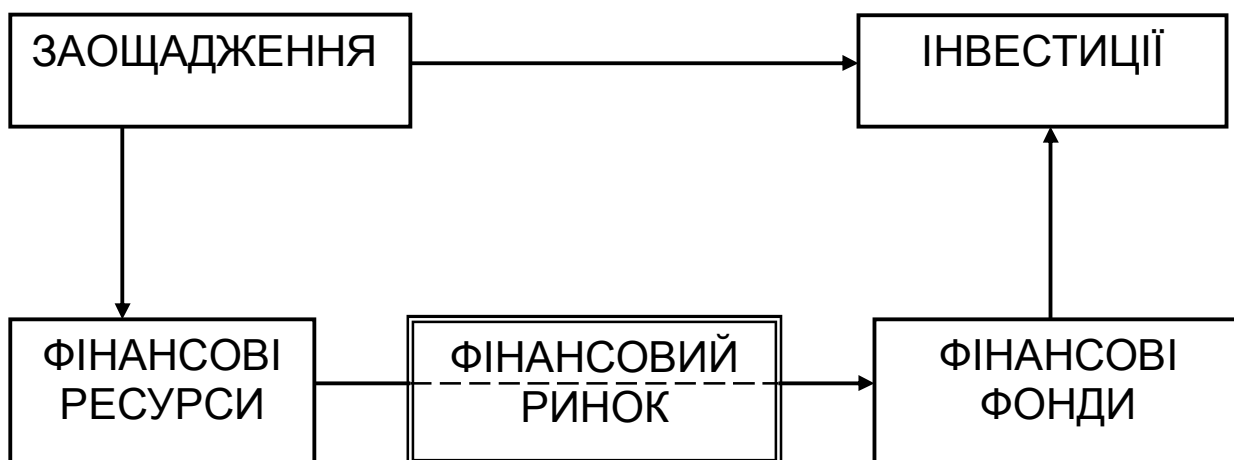 ЗАОЩАДЖЕННЯ
ІНВЕСТИЦІЇ
ФІНАНСОВІ
РЕСУРСИ
ФІНАНСОВИЙ
РИНОК
ФІНАНСОВІ
ФОНДИ